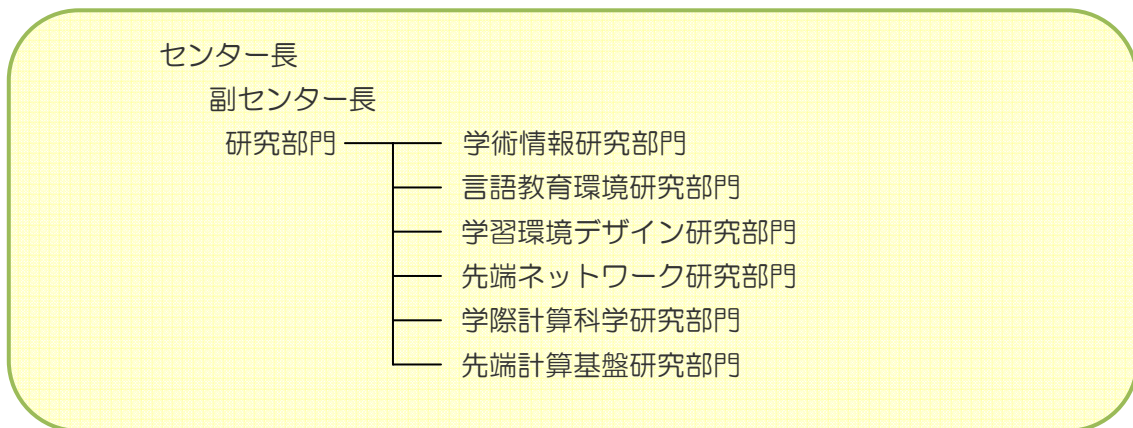 センター長
副センター長
研究部門 学術情報研究部門
言語教育環境研究部門
学習環境デザイン研究部門
先端ネットワーク研究部門
学際計算科学研究部門
先端計算基盤研究部門